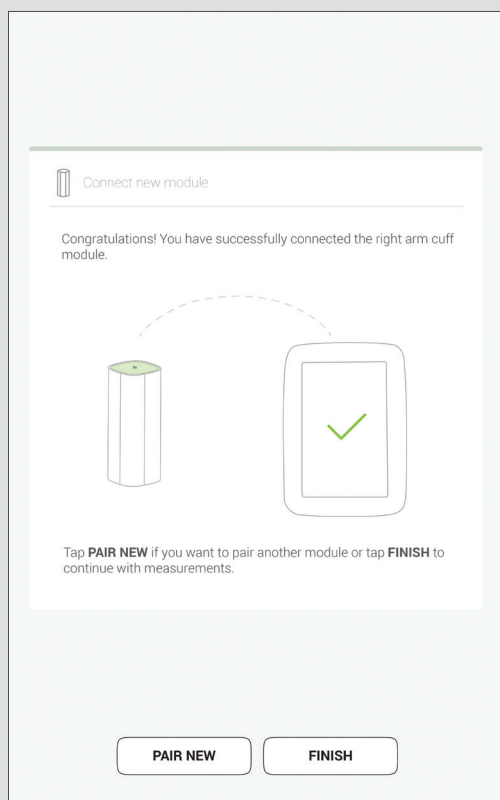 Connect new module
Congratulations! You have successfully connected the right arm cuff
module.
Tap PAIR NEW if you want to pair another module or tap FINISH to
continue with measurements.
PAIR NEW
FINISH